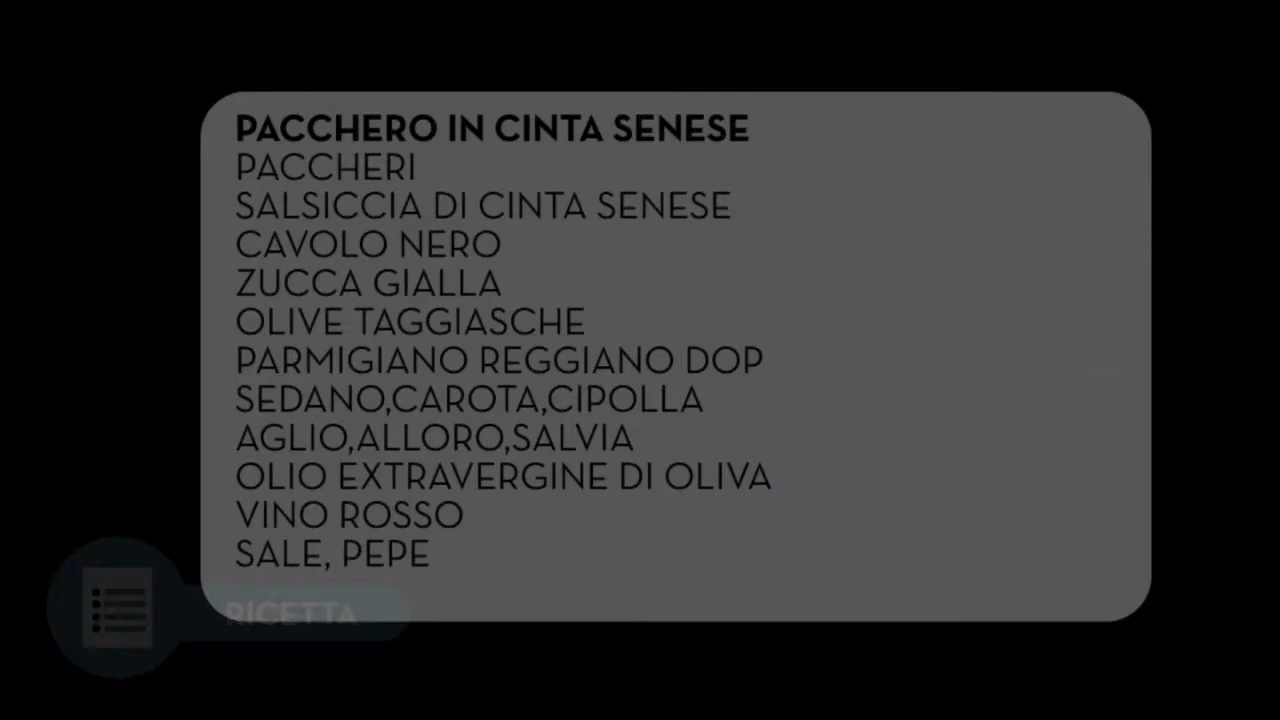 PACCHERO IN CINTA SENESE
PACCHERI
SALSICCIA DI CINTA SENESE
CAVOLO NERO
ZUCCA GIALLA
OLIVE TAGGIASCHE
PARMIGIANO REGGIANO DOP
SEDANO,CAROTA,CIPOLLA
AGLIO,ALLORO,SALVIA
OLIO EXTRAVERGINE DI OLIVA
VINO ROSSO
SALE, PEPE
RICETTA